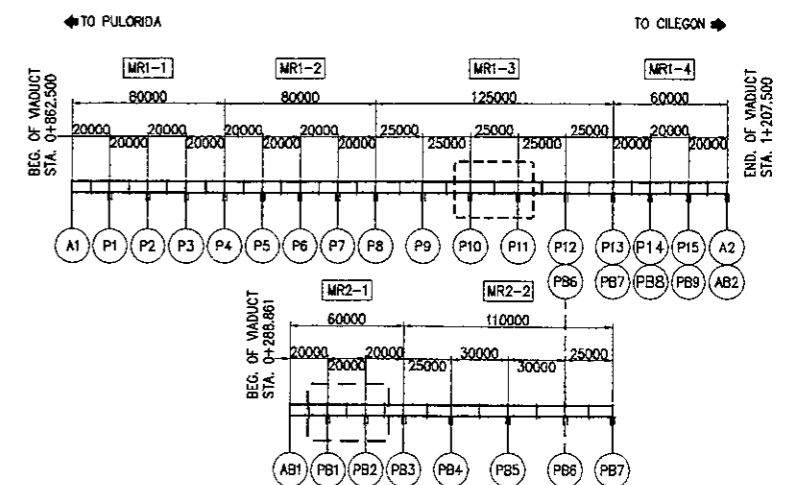 TO PULORIDA TO CILEGON
MR1-1 MR1-2 MR1-3 MR1-4
BEG. OF VIADUCT
STA. 0+862.500
80000 80000 125000 60000
20000 20000 20000 20000 25000 25000 25000 20000
20000 20000 20000 20000 25000 25000 20000 20000
END. OF VIADUCT
STA. 1+207.500
A1 P1 P2 P3 P4 P5 P6 P7 P8 P9 P10 P11 P12 P13 P14 P15 A2
PB6 PB7 PB8 PB9 AB2
MR2-1 MR2-2
BEG. OF VIADUCT
STA. 0+288.861
60000 110000
20000 20000 30000 25000
20000 25000 30000
AB1 PB1 PB2 PB3 PB4 PB5 PB6 PB7